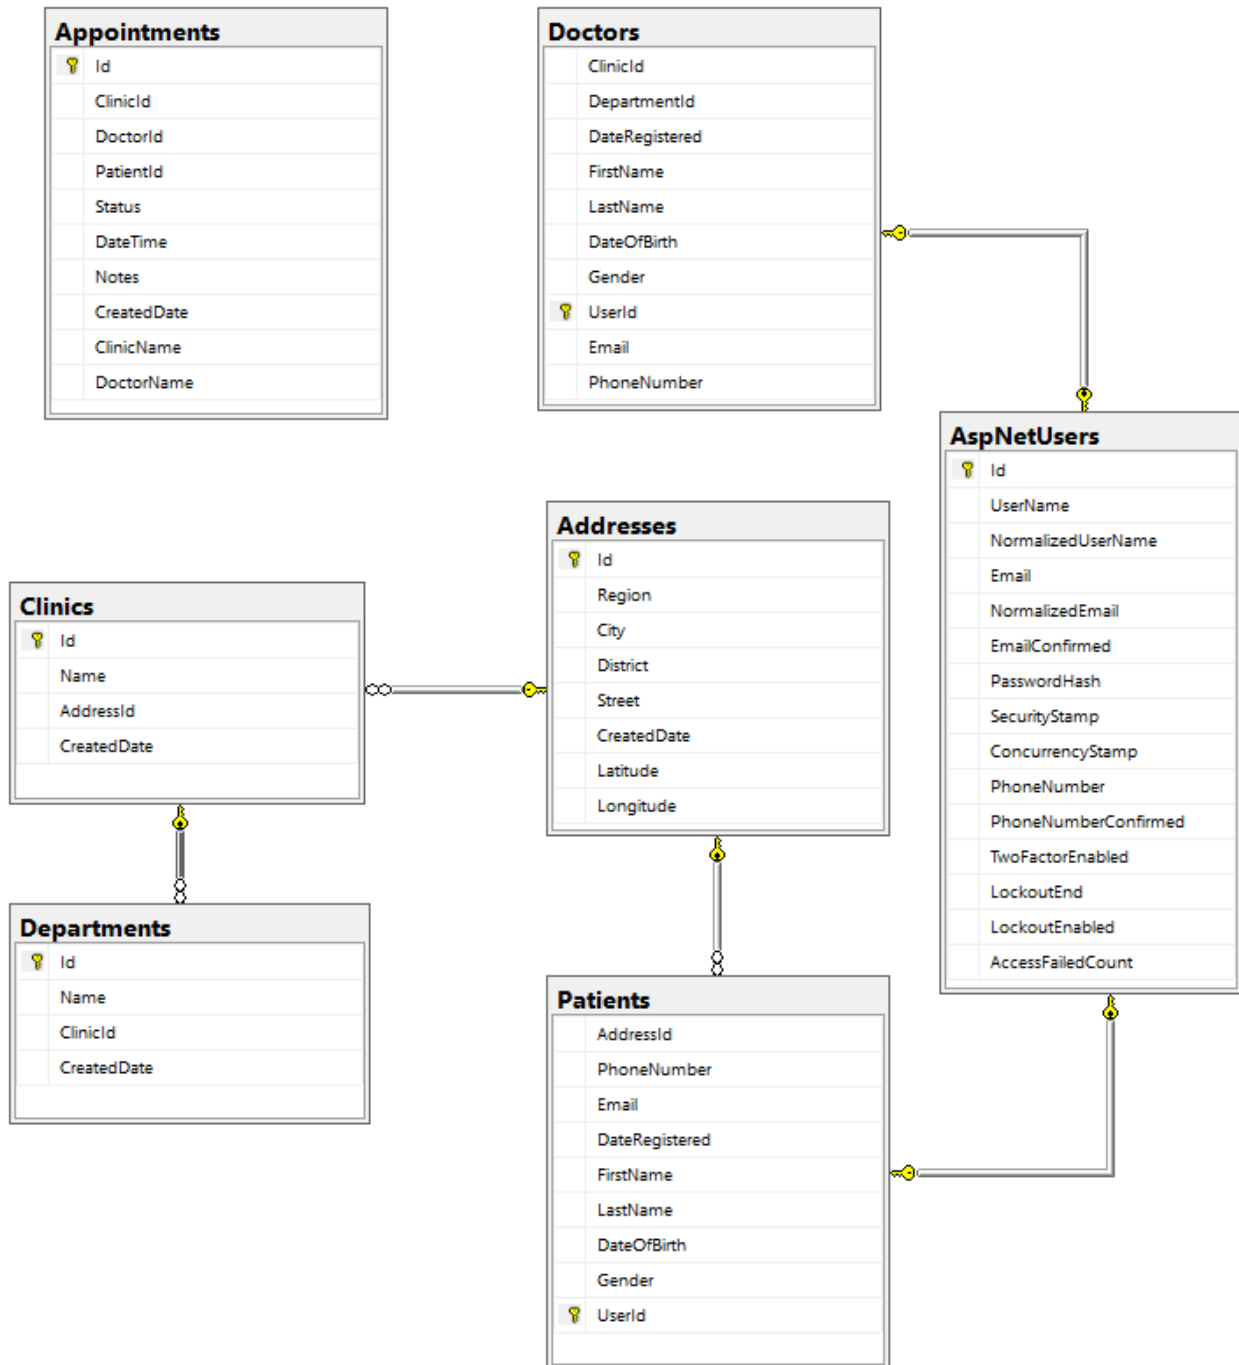 Appointments
Id
ClinicId
DoctorId
PatientId
Status
DateTime
Notes
CreatedDate
ClinicName
DoctorName
Doctors
ClinicId
DepartmentId
DateRegistered
FirstName
LastName
DateOfBirth
Gender
UserId
Email
PhoneNumber
AspNetUsers
Id
UserName
NormalizedUserName
Email
NormalizedEmail
EmailConfirmed
PasswordHash
SecurityStamp
ConcurrencyStamp
PhoneNumber
PhoneNumberConfirmed
TwoFactorEnabled
LockoutEnd
LockoutEnabled
AccessFailedCount
Addresses
Id
Region
City
District
Street
CreatedDate
Latitude
Longitude
Clinics
Id
Name
AddressId
CreatedDate
Departments
Id
Name
ClinicId
CreatedDate
Patients
AddressId
PhoneNumber
Email
DateRegistered
FirstName
LastName
DateOfBirth
Gender
UserId